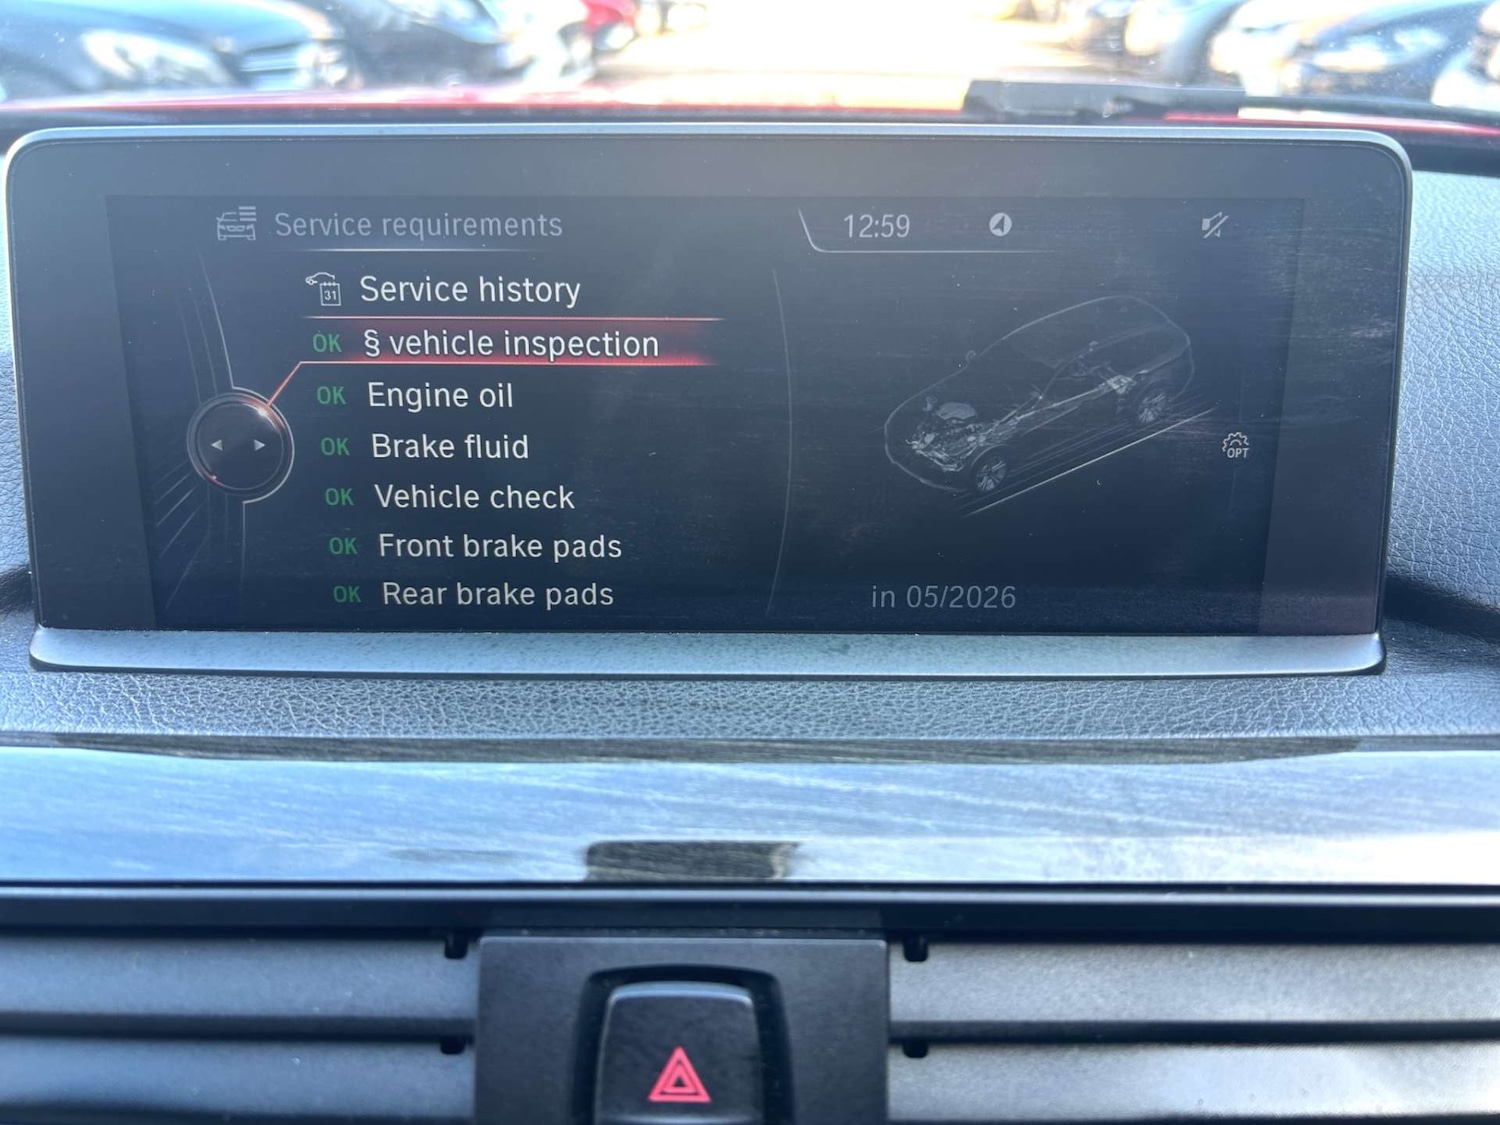 Service requirements
12:59
31 Service history
OK § vehicle inspection
OK Engine oil
OK Brake fluid
OPT
OK Vehicle check
OK Front brake pads
OK Rear brake pads
in 05/2026